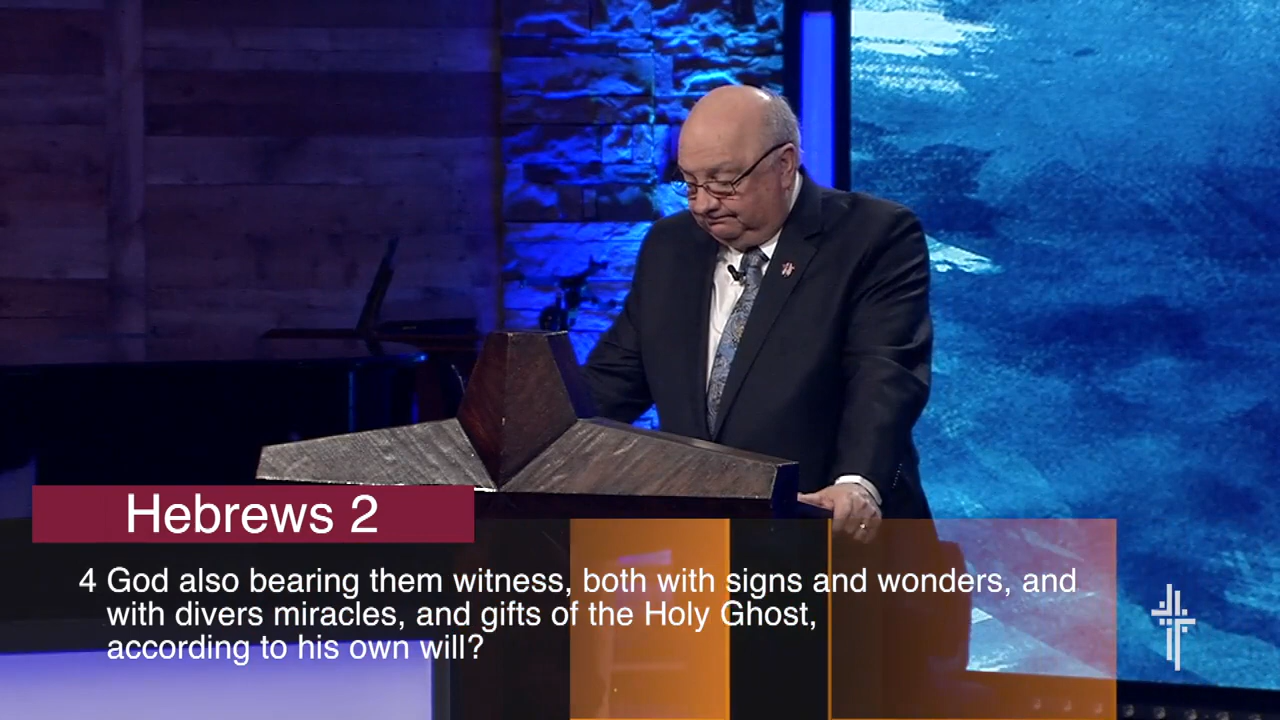 Hebrews 2
4 God also bearing them witness, both with signs and wonders, and
with divers miracles, and gifts of the Holy Ghost,
according to his own will?